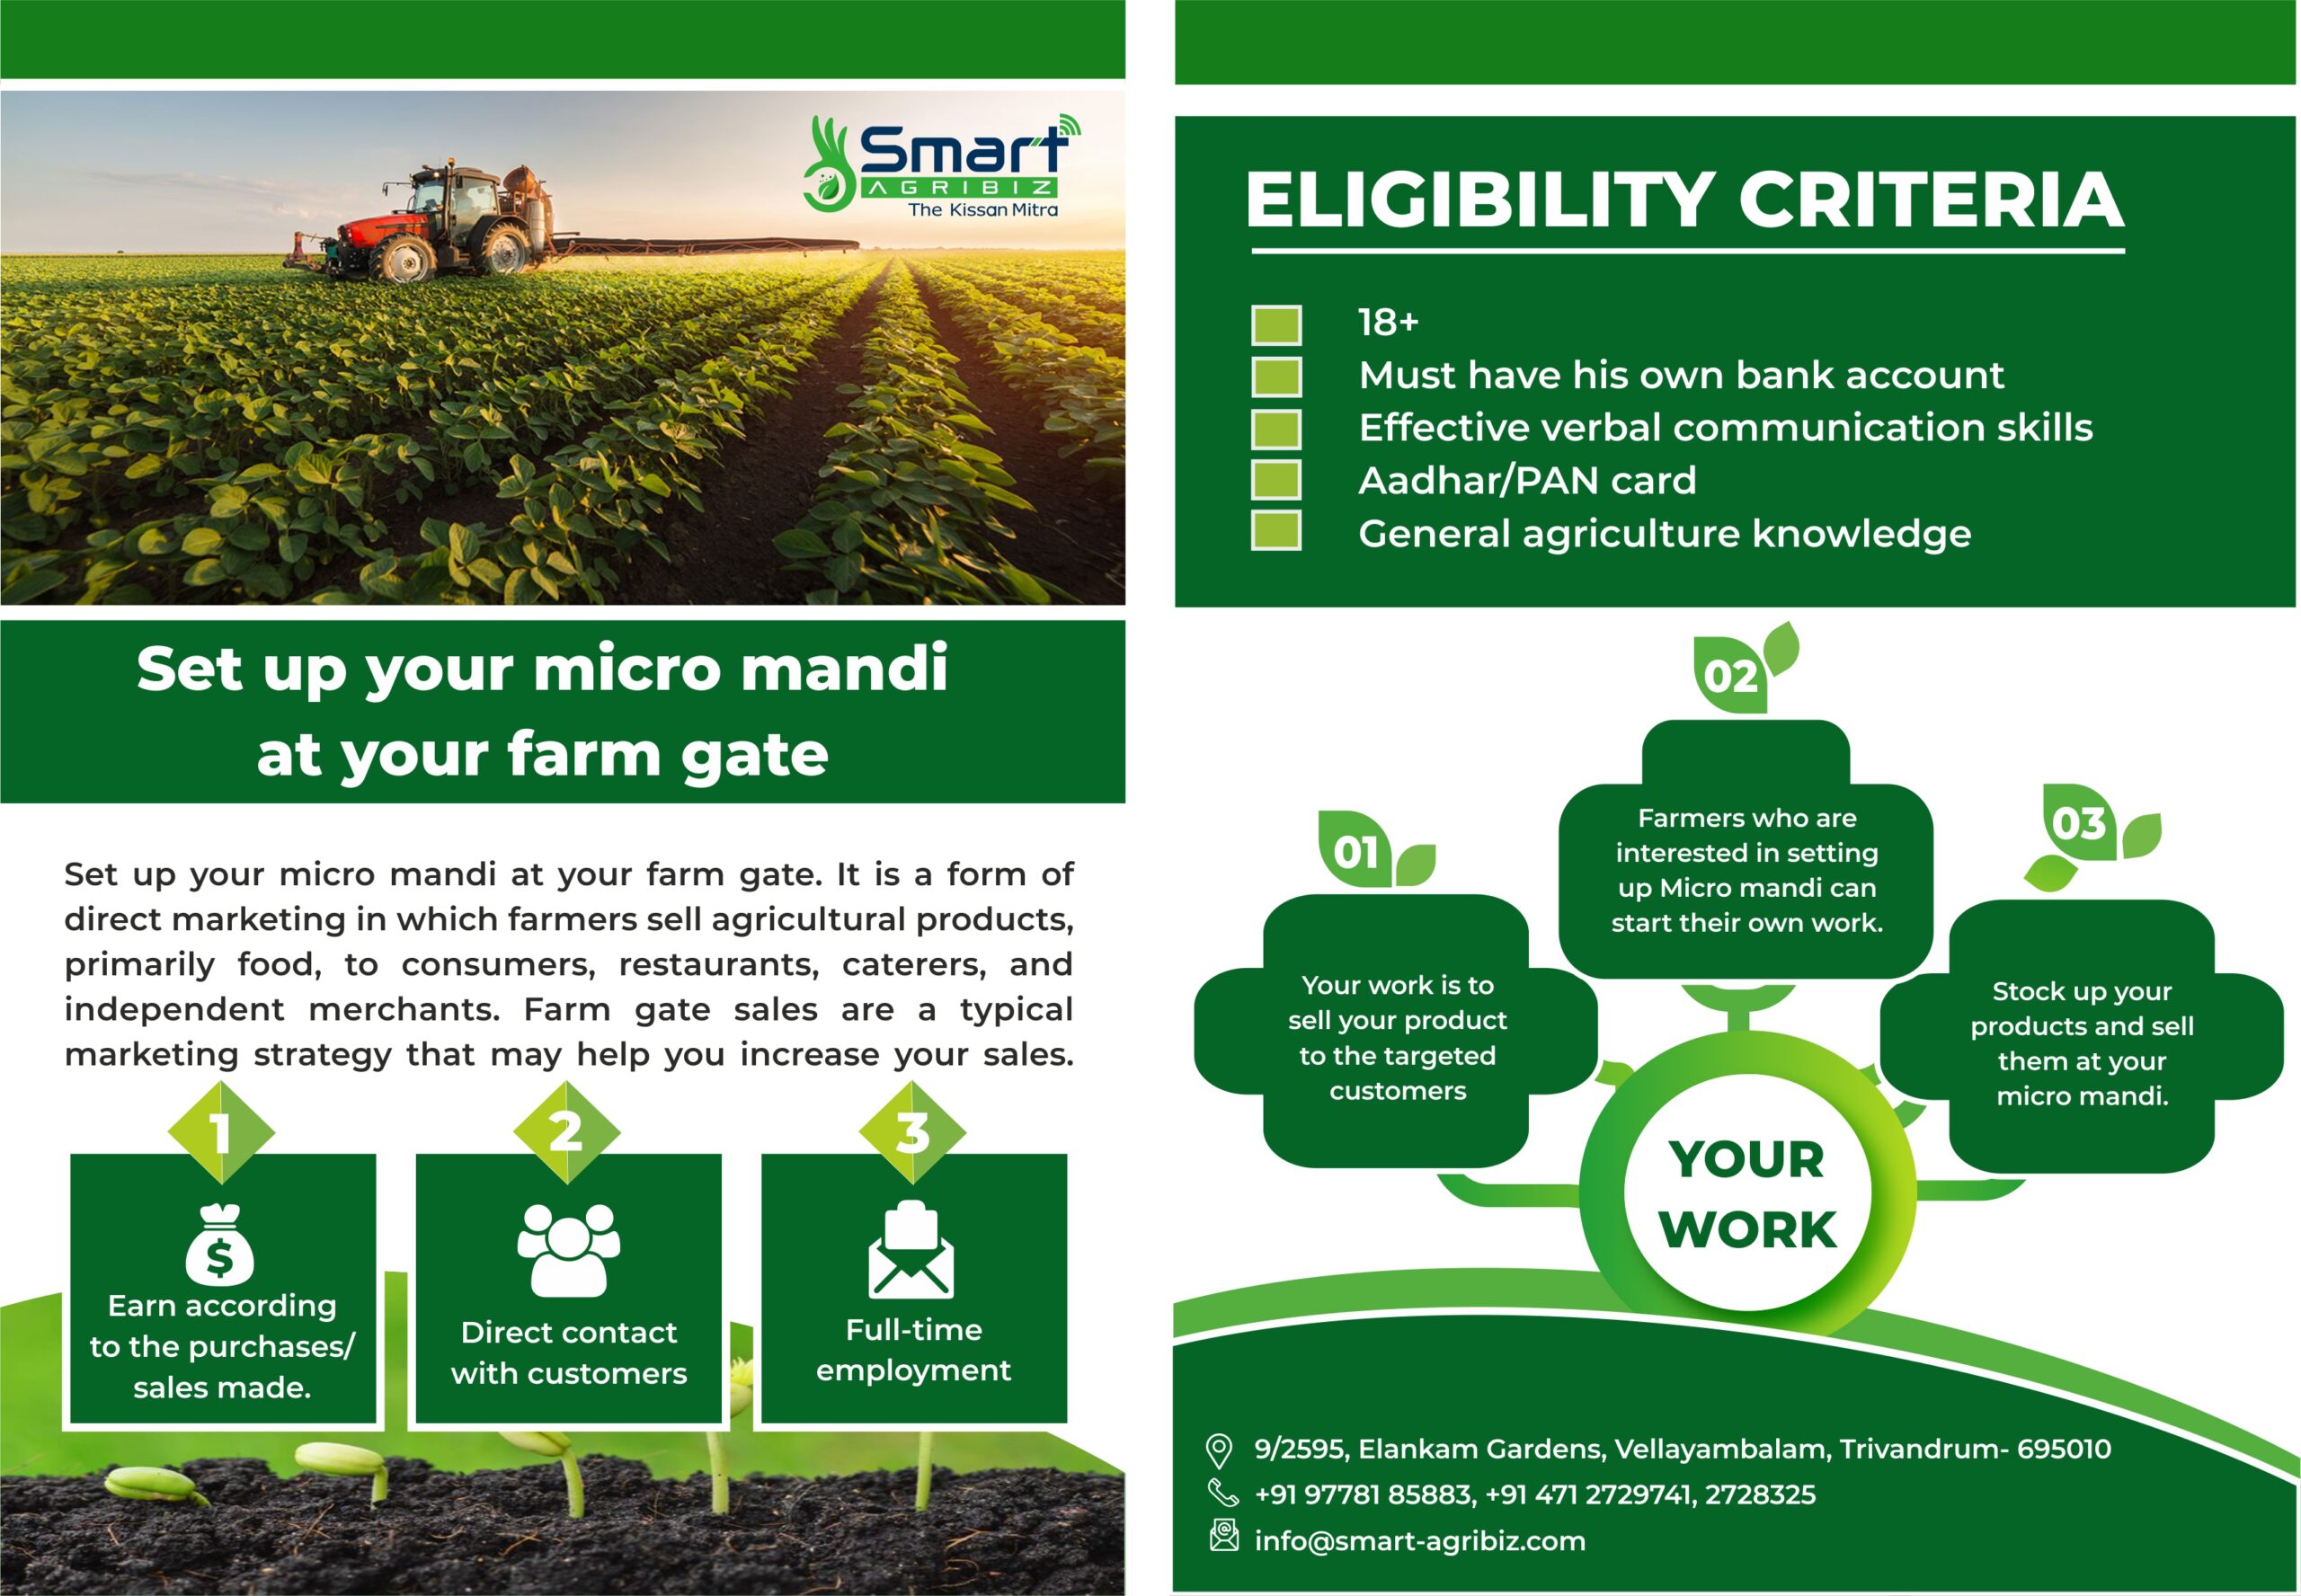 Smart
AGRIBIZ
The Kissan Mitra
Set up your micro mandi
at your farm gate
Set up your micro mandi at your farm gate. It is a form of
direct marketing in which farmers sell agricultural products,
primarily food, to consumers, restaurants, caterers, and
independent merchants. Farm gate sales are a typical
marketing strategy that may help you increase your sales.
1
$
Earn according
to the purchases/
sales made.
2
Direct contact
with customers
3
Full-time
employment
ELIGIBILITY CRITERIA
18+
Must have his own bank account
Effective verbal communication skills
Aadhar/PAN card
General agriculture knowledge
01
Your work is to
sell your product
to the targeted
customers
02
Farmers who are
interested in setting
up Micro mandi can
start their own work.
03
Stock up your
products and sell
them at your
micro mandi.
YOUR
WORK
9/2595, Elankam Gardens, Vellayambalam, Trivandrum- 695010
+91 97781 85883, +91 471 2729741, 2728325
info@smart-agribiz.com